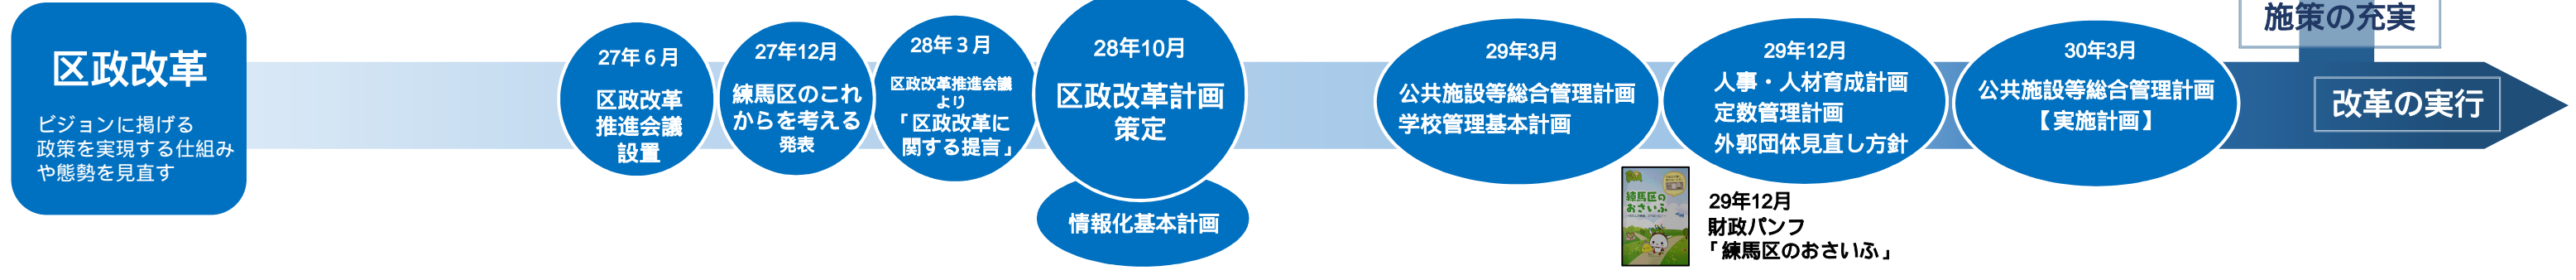 区政改革
ビジョンに掲げる
政策を実現する仕組み
や態勢を見直す
27年6月
区政改革
推進会議
設置
27年12月
練馬区のこれ
からを考える
発表
28年3月
区政改革推進会議
より
「区政改革に
関する提言」
28年10月
区政改革計画
策定
情報化基本計画
29年3月
公共施設等総合管理計画
学校管理基本計画
29年12月
人事・人材育成計画
定数管理計画
外郭団体見直し方針
練馬区の
おさいふ
29年12月
財政パンフ
「練馬区のおさいふ」
30年3月
公共施設等総合管理計画
【実施計画】
施策の充実
改革の実行